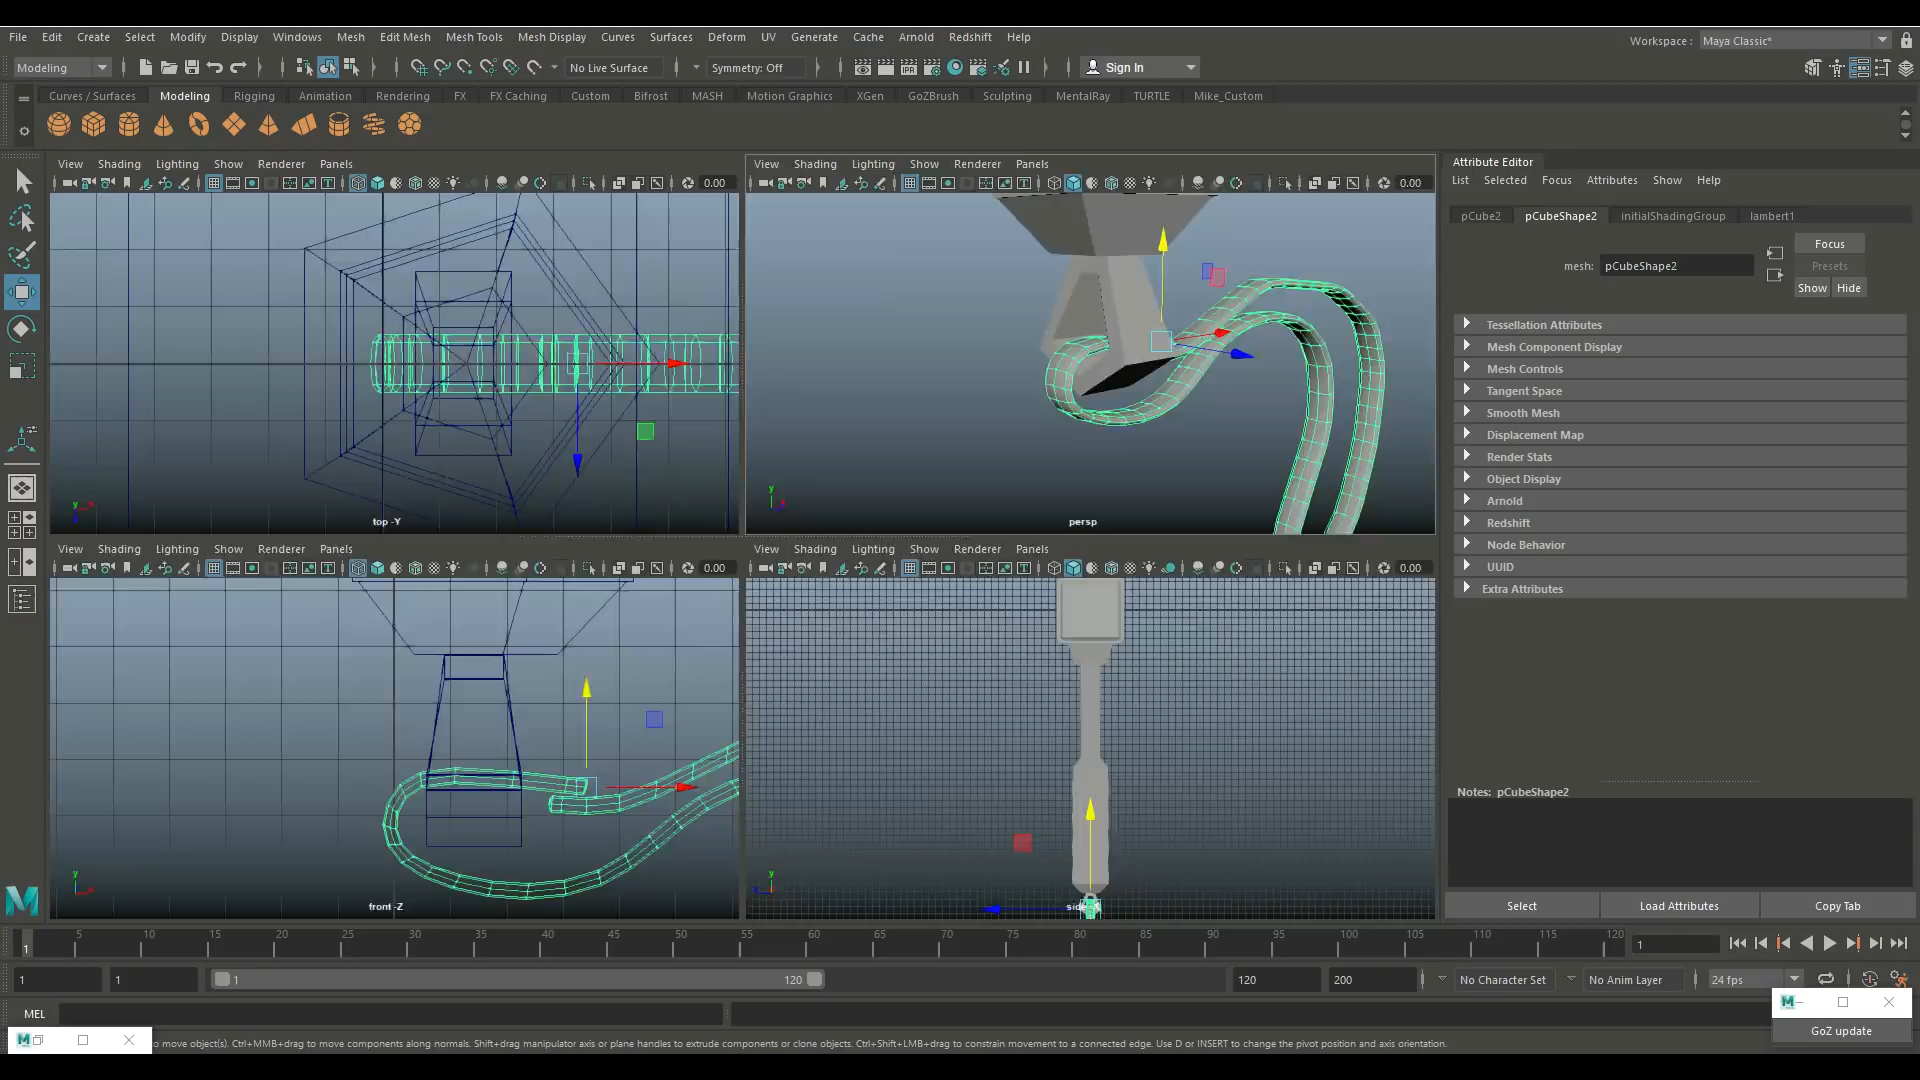 File Edit Create Select Modify Display Windows Mesh Edit Mesh Mesh Tools Mesh Display Curves Surfaces Deform UV Generate Cache Arnold Redshift Help
Workspace : Maya Classic*
Modeling No Live Surface Symmetry: Off IPR Sign In
Curves / Surfaces Modeling Rigging Animation Rendering FX FX Caching Custom Bifrost MASH Motion Graphics XGen GoZBrush Sculpting MentalRay TURTLE Mike_Custom
View Shading Lighting Show Renderer Panels
0.00
top -Y
View Shading Lighting Show Renderer Panels
0.00
persp
View Shading Lighting Show Renderer Panels
0.00
front -Z
View Shading Lighting Show Renderer Panels
0.00
Attribute Editor
List Selected Focus Attributes Show Help
pCube2 pCubeShape2 initialShadingGroup lambert1
Focus
mesh: pCubeShape2 Presets
Show Hide
Tessellation Attributes
Mesh Component Display
Mesh Controls
Tangent Space
Smooth Mesh
Displacement Map
Render Stats
Object Display
Arnold
Redshift
Node Behavior
UUID
Extra Attributes
Notes: pCubeShape2
Select Load Attributes Copy Tab
5 10 15 20 25 30 35 40 45 50 55 60 65 70 75 80 85 90 95 100 105 110 115 120
1 1
1 1 1 120 120 200 No Character Set No Anim Layer 24 fps
MEL
GoZ update
to move object(s). Ctrl+MMB+drag to move components along normals. Shift+drag manipulator axis or plane handles to extrude components or clone objects. Ctrl+Shift+LMB+drag to constrain movement to a connected edge. Use D or INSERT to change the pivot position and axis orientation.